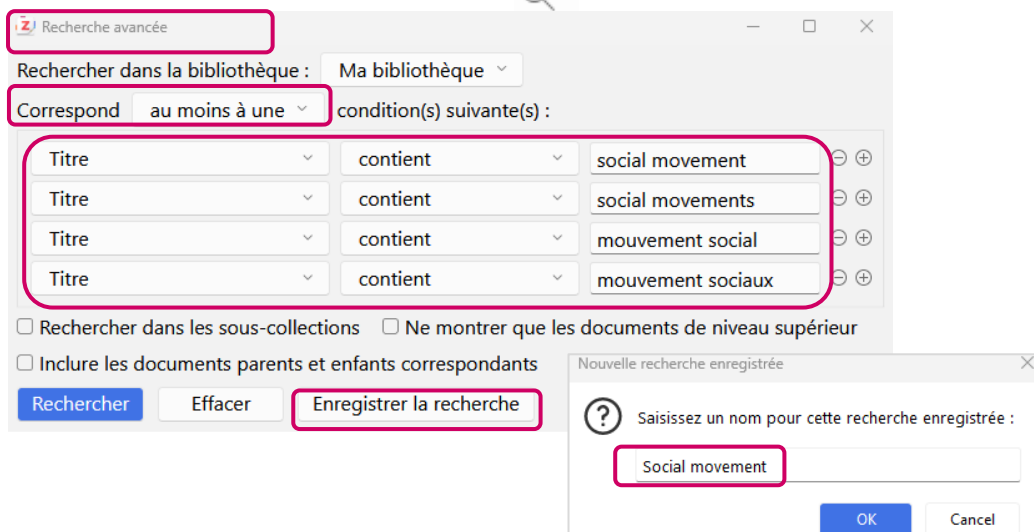 Recherche avancée
Rechercher dans la bibliothèque : Ma bibliothèque
Correspond au moins à une condition(s) suivante(s) :
Titre contient social movement
Titre contient social movements
Titre contient mouvement social
Titre contient mouvement sociaux
Rechercher dans les sous-collections Ne montrer que les documents de niveau supérieur
Inclure les documents parents et enfants correspondants
Rechercher Effacer Enregistrer la recherche
Nouvelle recherche enregistrée
Saisissez un nom pour cette recherche enregistrée :
Social movement
OK Cancel